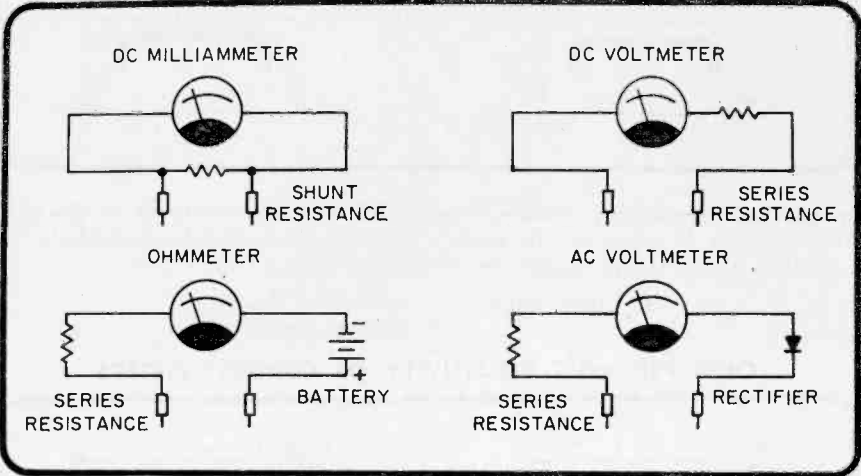 DC MILLIAMMETER
SHUNT
RESISTANCE
DC VOLTMETER
SERIES
RESISTANCE
OHMMETER
SERIES
RESISTANCE
- 
+
BATTERY
AC VOLTMETER
SERIES
RESISTANCE
RECTIFIER